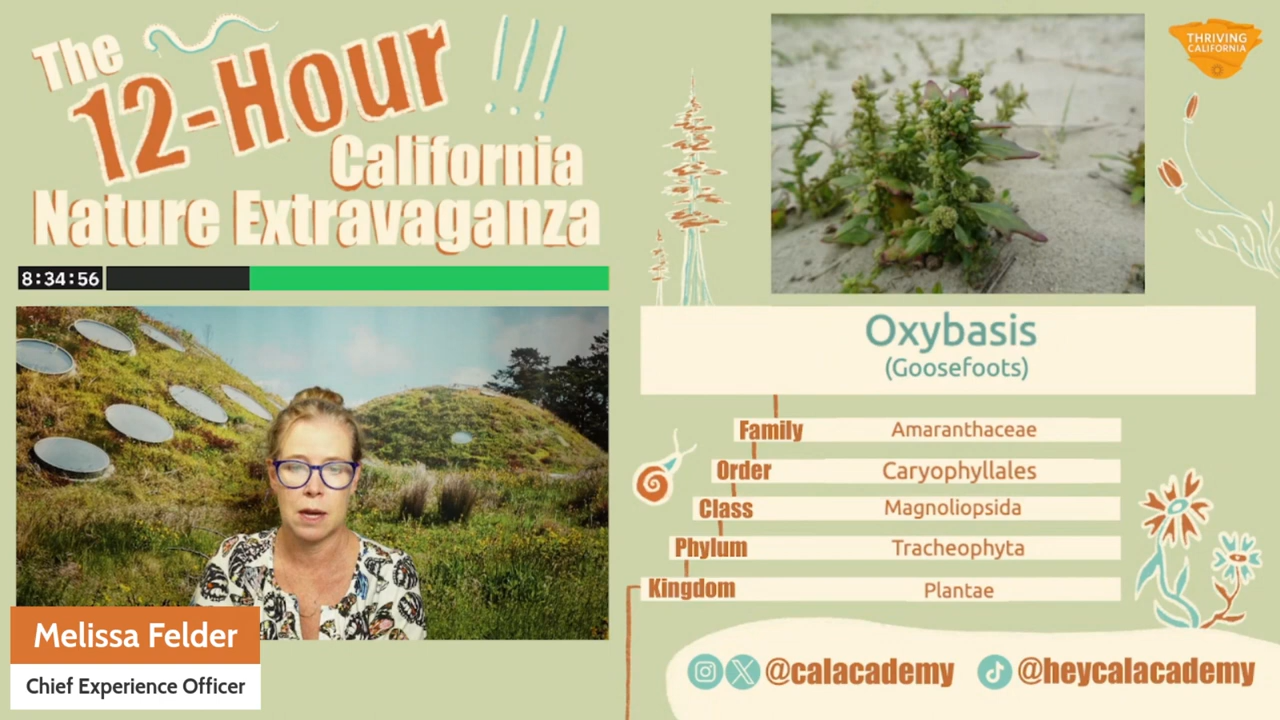 The
12-Hour
!!!
California
Nature Extravaganza
8:34:56
Melissa Felder
Chief Experience Officer
THRIVING
CALIFORNIA
Oxybasis
(Goosefoots)
Family Amaranthaceae
Order Caryophyllales
Class Magnoliopsida
Phylum Tracheophyta
Kingdom Plantae
@calacademy @heycalacademy